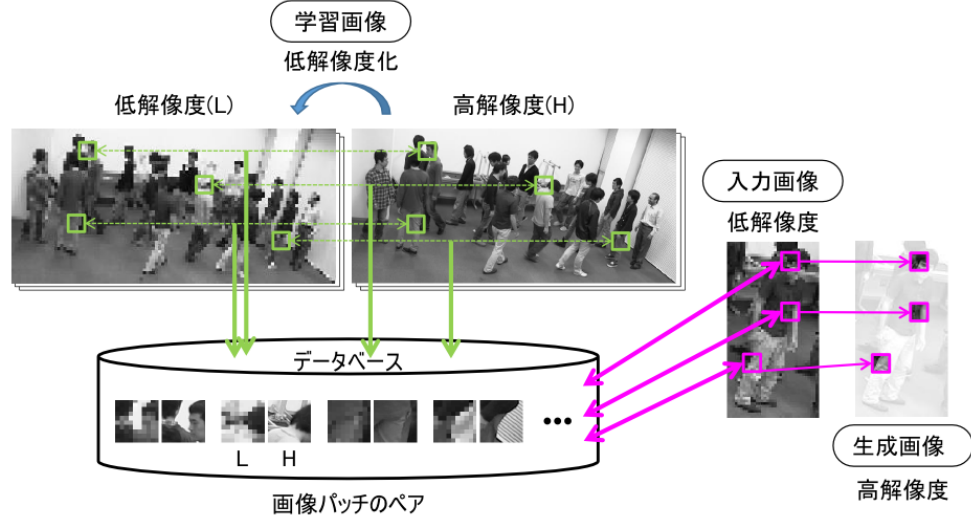 学習画像
低解像度化
低解像度(L)
高解像度(H)
入力画像
低解像度
データベース
•••
L H
画像パッチのペア
生成画像
高解像度